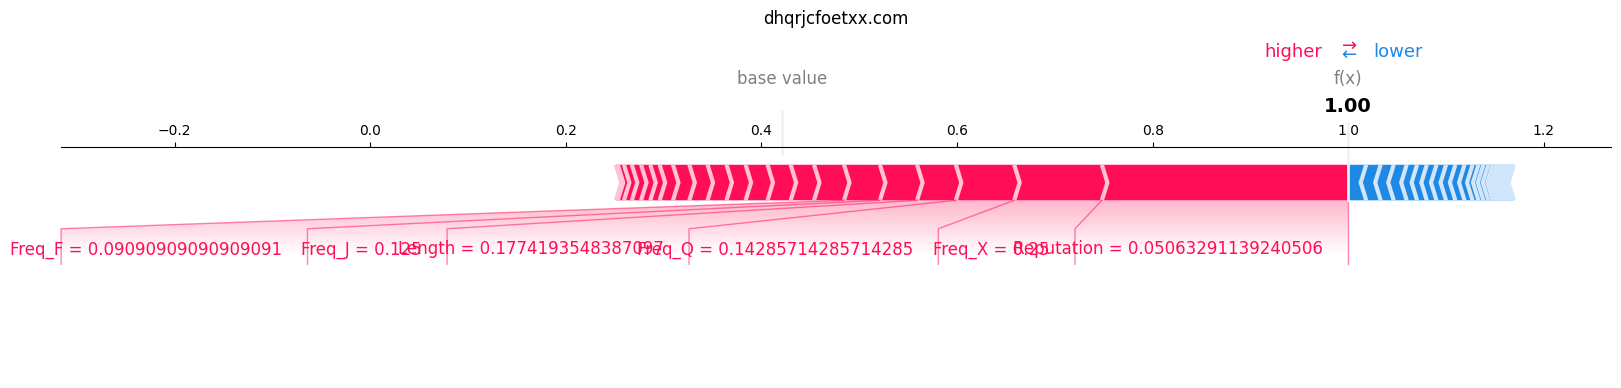 dhqrjcfoetxx.com
higher ⇄ lower
base value
f(x)
1.00
−0.2 0.0 0.2 0.4 0.6 0.8 1.0 1.2
Freq_F = 0.09090909090909091
Freq_J = 0.125
Length = 0.1774193548387097
Freq_Q = 0.14285714285714285
Freq_X = 0.25
Reputation = 0.05063291139240506